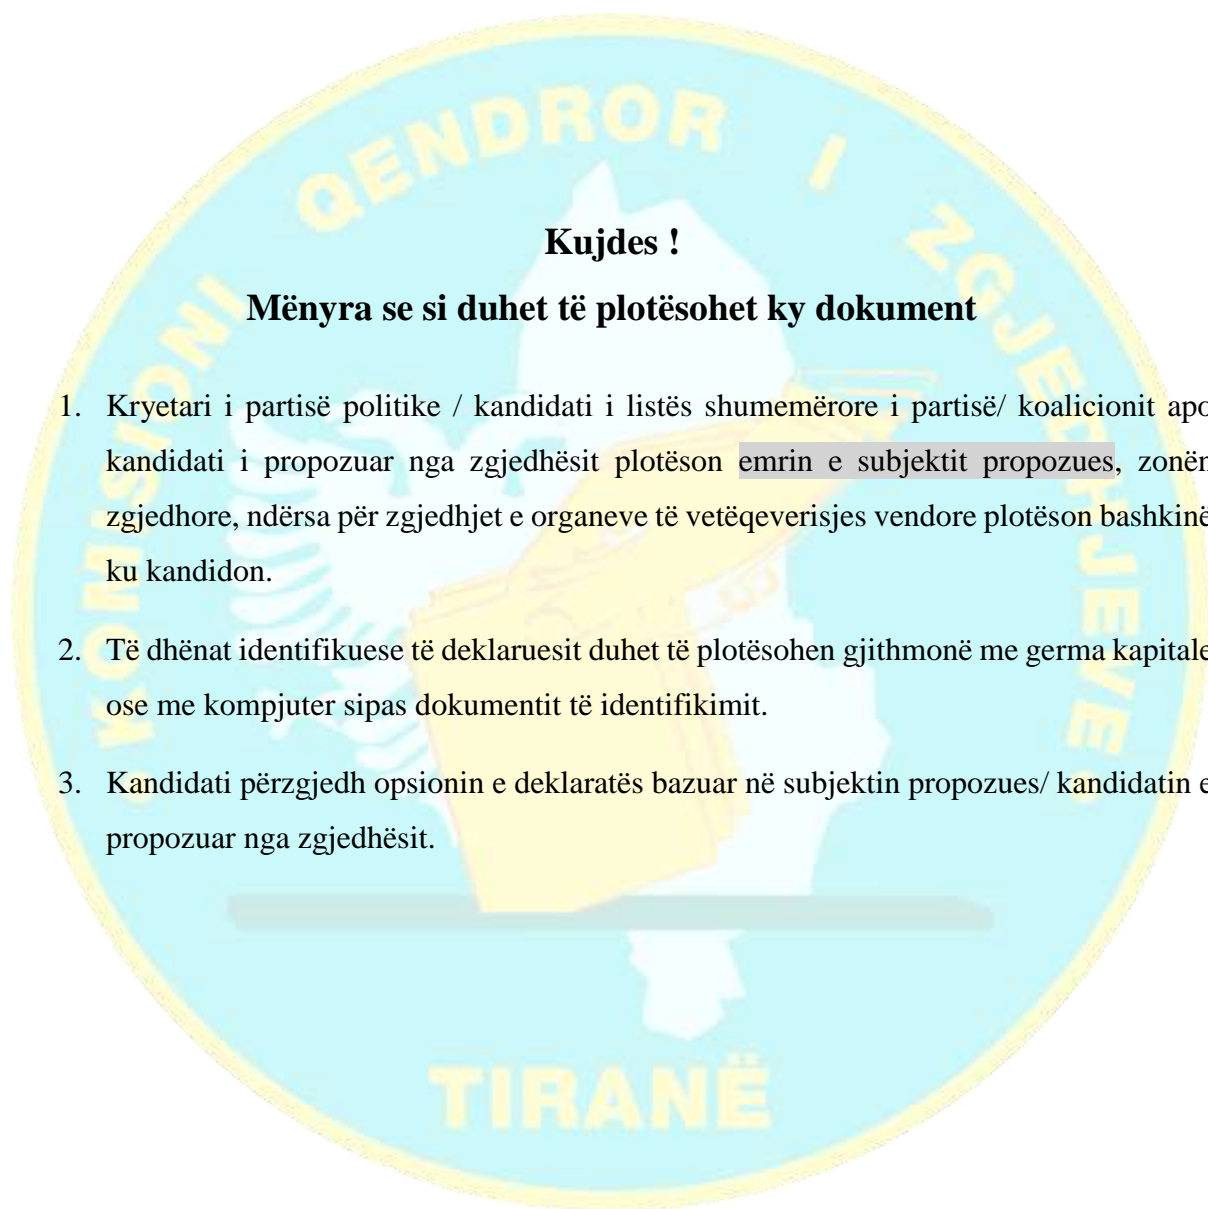 KOMISIONI QENDROR I ZGJEDHJEVE
Kujdes !
Mënyra se si duhet të plotësohet ky dokument
1. Kryetari i partisë politike / kandidati i listës shumemërore i partisë/ koalicionit apo
kandidati i propozuar nga zgjedhësit plotëson emrin e subjektit propozues, zonën
zgjedhore, ndërsa për zgjedhjet e organeve të vetëqeverisjes vendore plotëson bashkinë
ku kandidon.
2. Të dhënat identifikuese të deklaruesit duhet të plotësohen gjithmonë me germa kapitale
ose me kompjuter sipas dokumentit të identifikimit.
3. Kandidati përzgjedh opsionin e deklaratës bazuar në subjektin propozues/ kandidatin e
propozuar nga zgjedhësit.
TIRANË